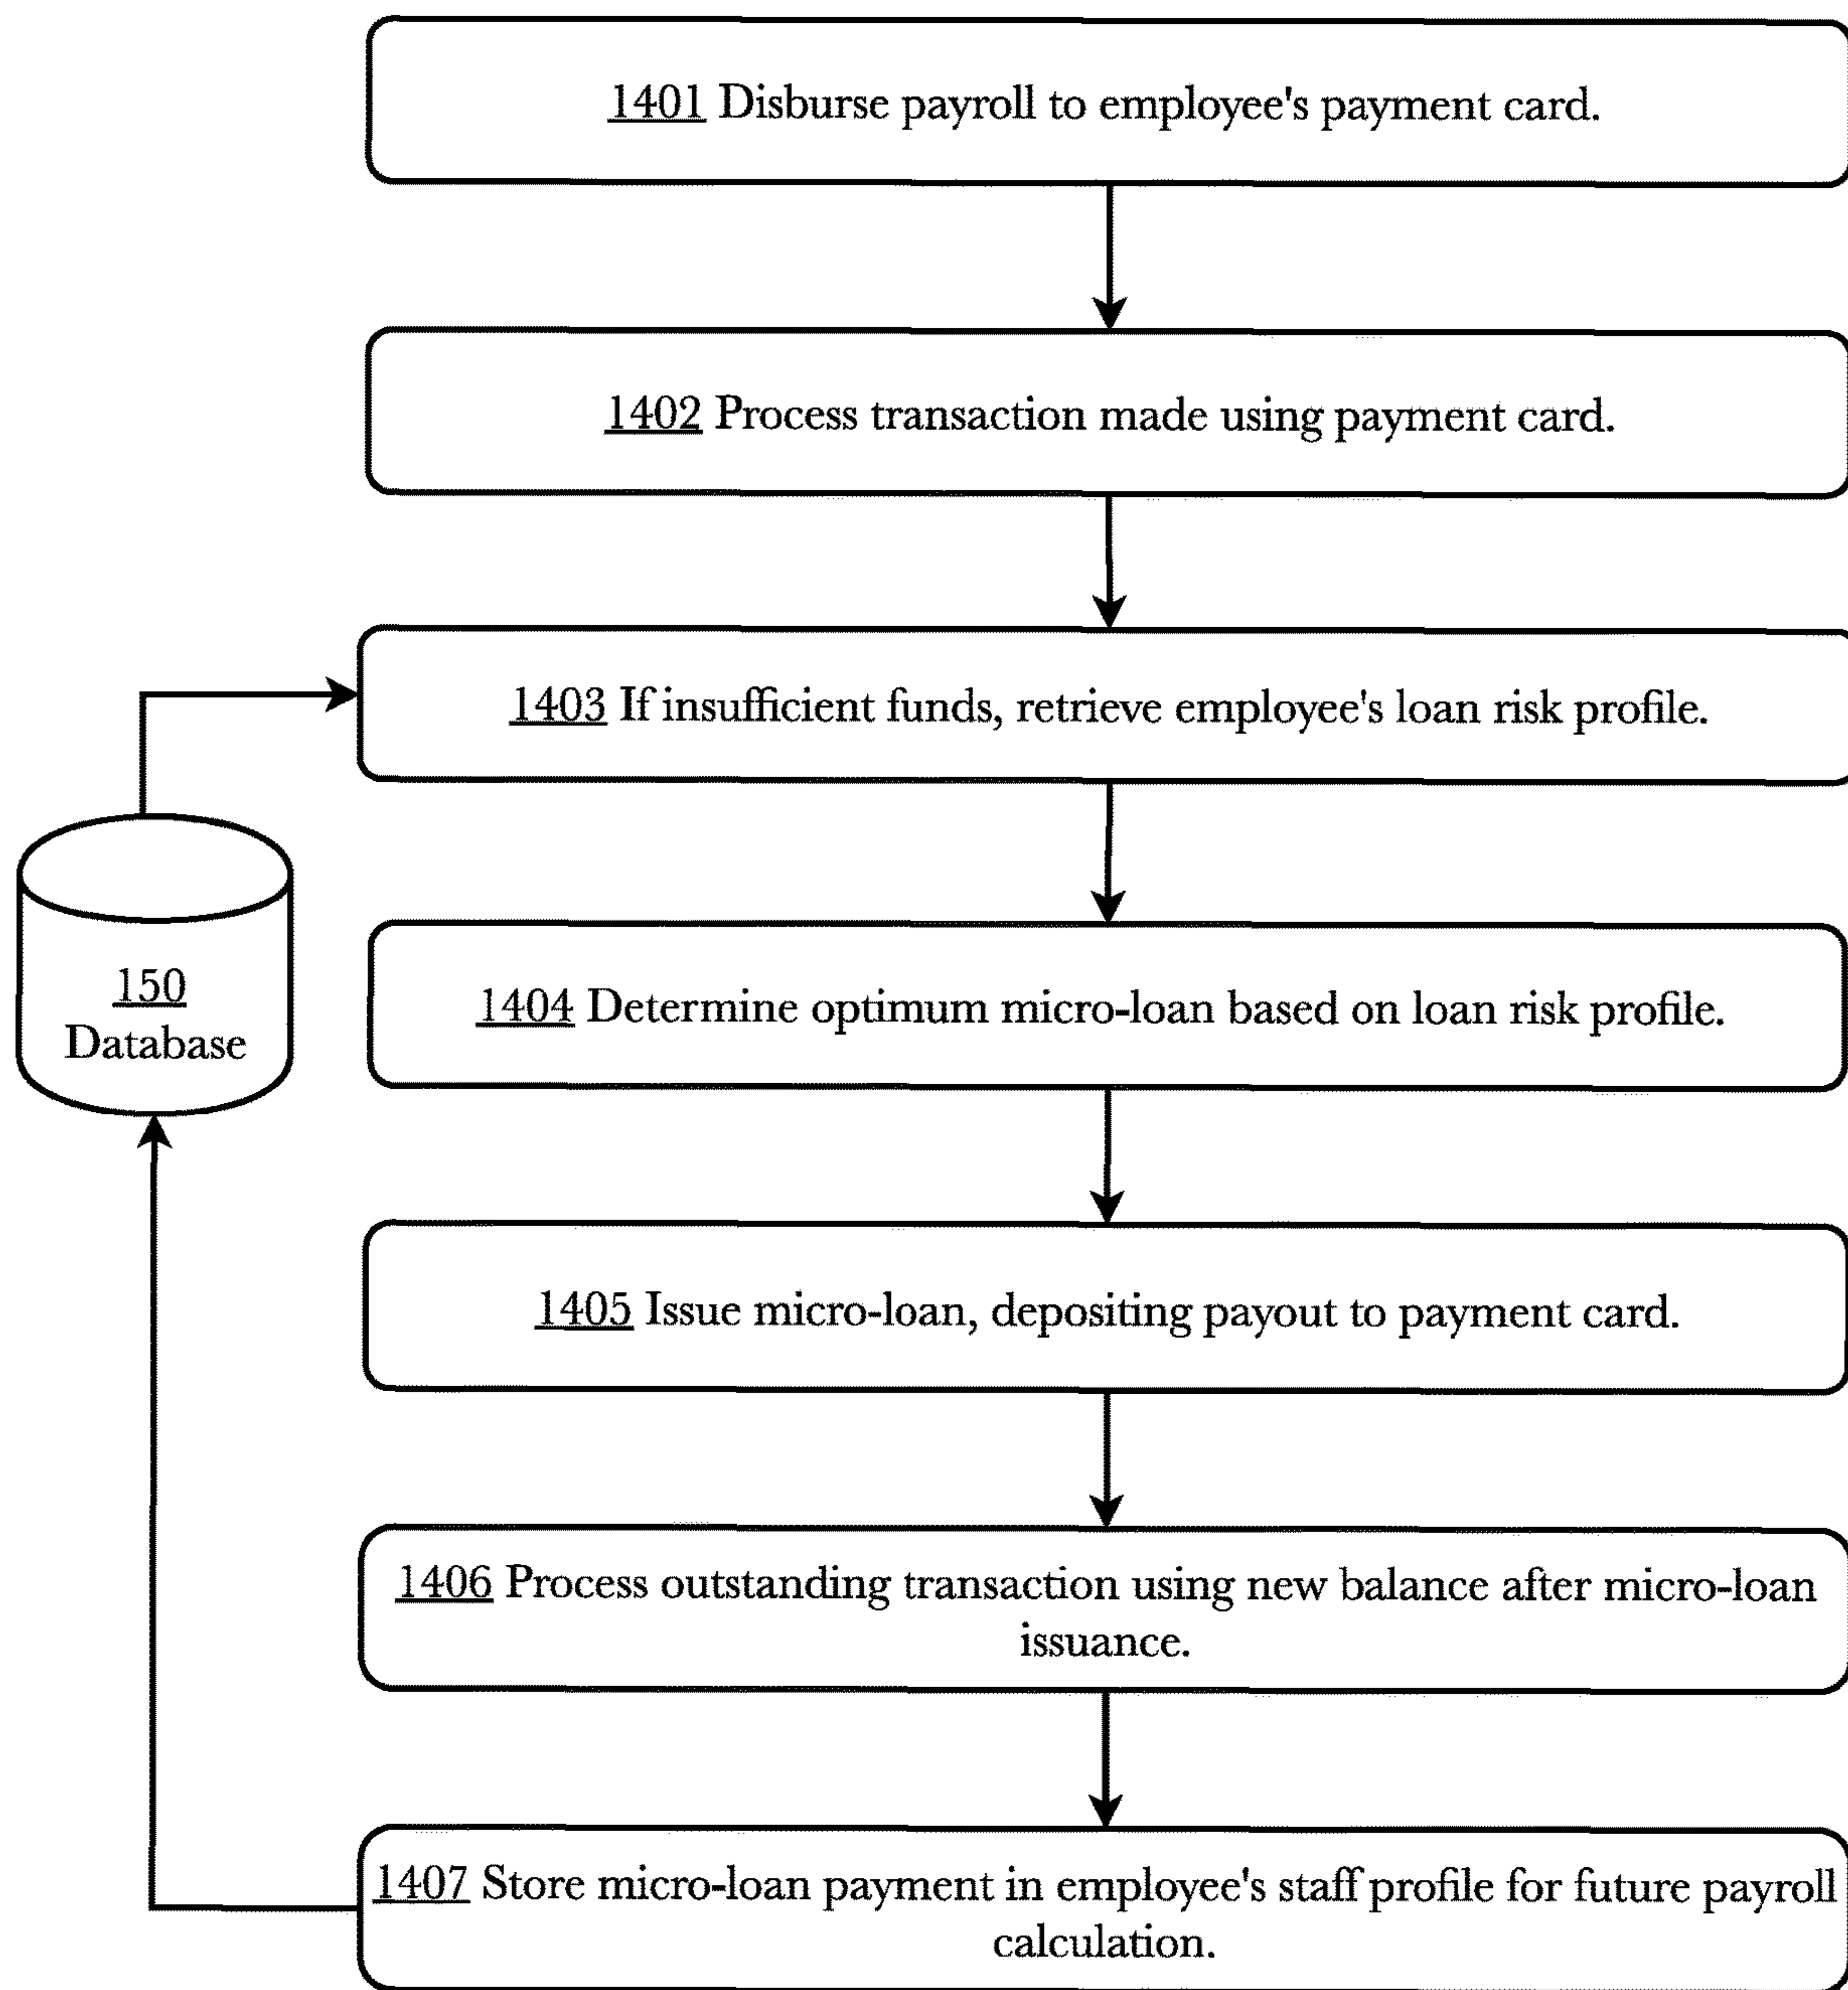 1401 Disburse payroll to employee's payment card.
1402 Process transaction made using payment card.
1403 If insufficient funds, retrieve employee's loan risk profile.
150
Database
1404 Determine optimum micro-loan based on loan risk profile.
1405 Issue micro-loan, depositing payout to payment card.
1406 Process outstanding transaction using new balance after micro-loan
issuance.
1407 Store micro-loan payment in employee's staff profile for future payroll
calculation.